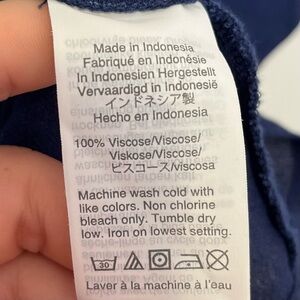 Made in Indonesia
Fabriqué en Indonésie
In Indonesien Hergestellt
Vervaardigd in Indonesië
インドネシア製
Hecho en Indonesia
100% Viscose/Viscose/
Viskose/Viscose/
ビスコース/viscosa
Machine wash cold with
like colors. Non chlorine
bleach only. Tumble dry
low. Iron on lowest setting.
30
Laver à la machine à l'eau